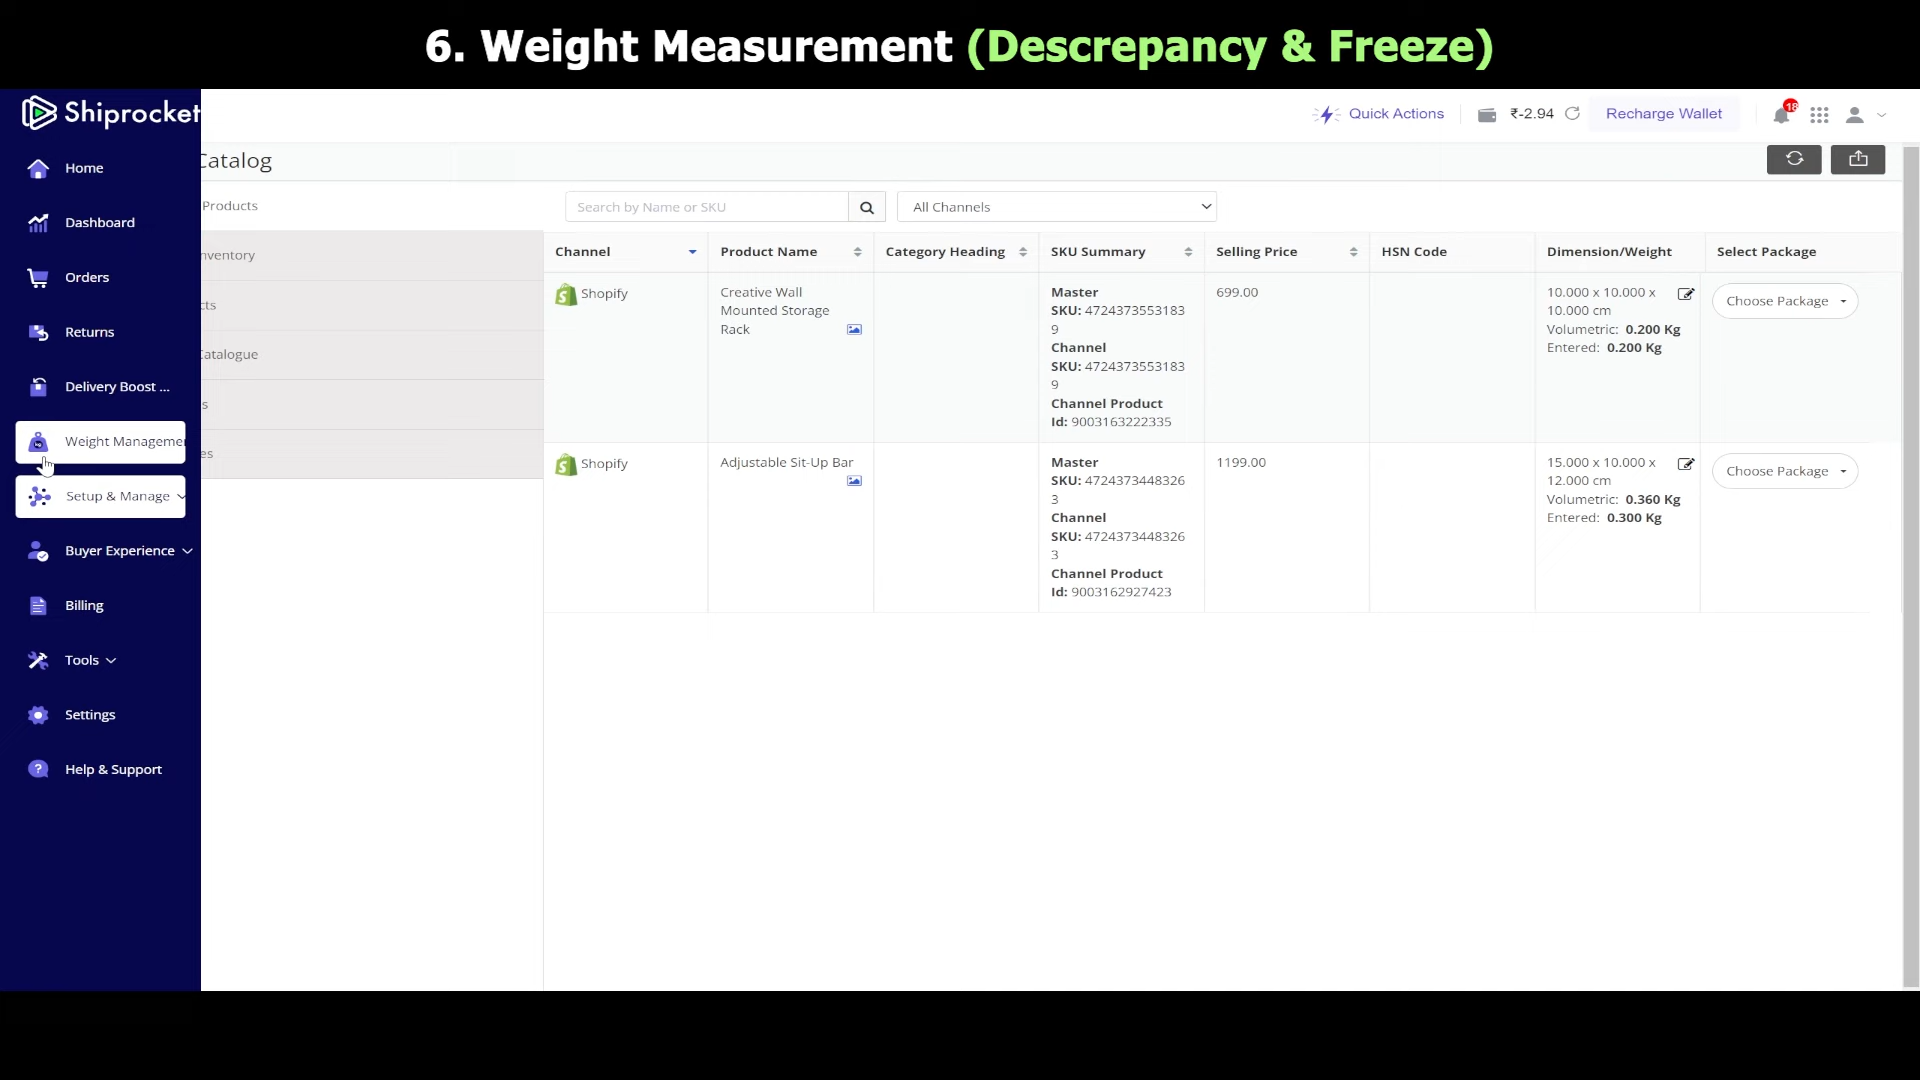 6. Weight Measurement (Descrepancy & Freeze)
Shiprocket
Quick Actions
₹-2.94
Recharge Wallet
18
Home
Dashboard
Orders
Returns
Delivery Boost ...
Weight Managemen
Setup & Manage
Buyer Experience
Billing
Tools
Settings
Help & Support
Catalog
Products
nventory
cts
Catalogue
s
es
Search by Name or SKU
All Channels
Channel
Product Name
Category Heading
SKU Summary
Selling Price
HSN Code
Dimension/Weight
Select Package
Shopify
Creative Wall
Mounted Storage
Rack
Master
SKU: 4724373553183
9
Channel
SKU: 4724373553183
9
Channel Product
Id: 9003163222335
699.00
10.000 x 10.000 x
10.000 cm
Volumetric: 0.200 Kg
Entered: 0.200 Kg
Choose Package
Shopify
Adjustable Sit-Up Bar
Master
SKU: 4724373448326
3
Channel
SKU: 4724373448326
3
Channel Product
Id: 9003162927423
1199.00
15.000 x 10.000 x
12.000 cm
Volumetric: 0.360 Kg
Entered: 0.300 Kg
Choose Package